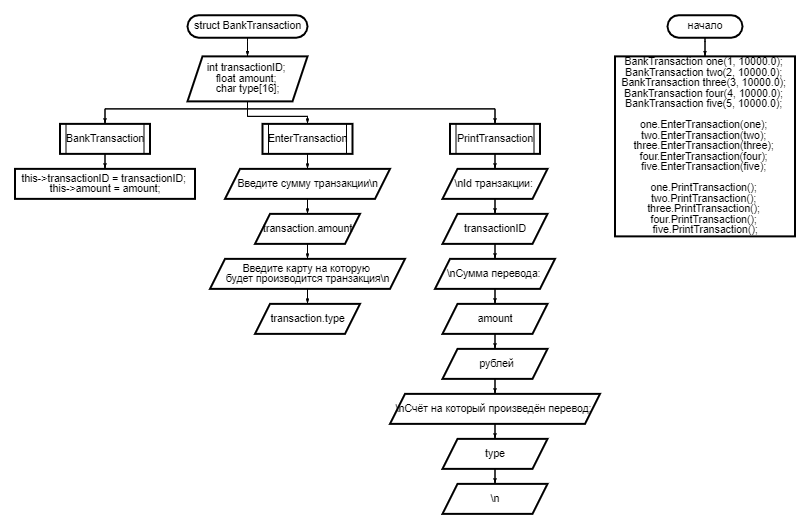 struct BankTransaction
int transactionID;
float amount;
char type[16];
BankTransaction
this->transactionID = transactionID;
this->amount = amount;
EnterTransaction
Введите сумму транзакции\n
transaction.amount
Введите карту на которую
будет производится транзакция\n
transaction.type
PrintTransaction
\nId транзакции:
transactionID
\nСумма перевода:
amount
рублей
\nСчёт на который произведён перевод:
type
\n
начало
BankTransaction one(1, 10000.0);
BankTransaction two(2, 10000.0);
BankTransaction three(3, 10000.0);
BankTransaction four(4, 10000.0);
BankTransaction five(5, 10000.0);
one.EnterTransaction(one);
two.EnterTransaction(two);
three.EnterTransaction(three);
four.EnterTransaction(four);
five.EnterTransaction(five);
one.PrintTransaction();
two.PrintTransaction();
three.PrintTransaction();
four.PrintTransaction();
five.PrintTransaction();